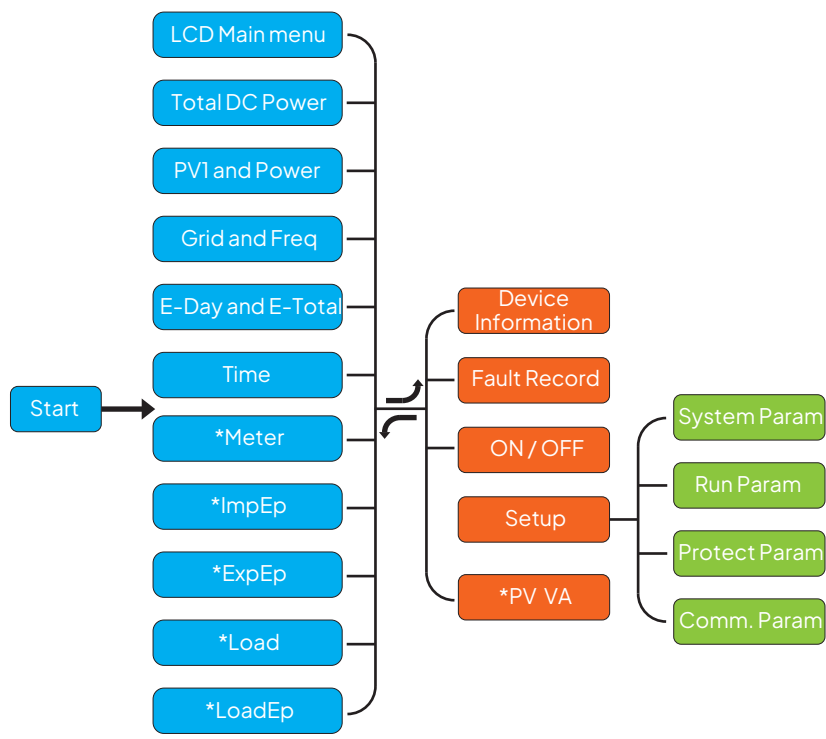 Start
LCD Main menu
Total DC Power
PV1 and Power
Grid and Freq
E-Day and E-Total
Time
*Meter
*ImpEp
*ExpEp
*Load
*LoadEp
Device
Information
Fault Record
ON / OFF
Setup
*PV VA
System Param
Run Param
Protect Param
Comm. Param